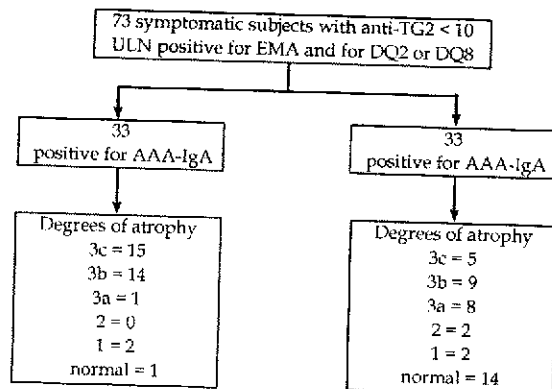 73 symptomatic subjects with anti-TG2 < 10
ULN positive for EMA and for DQ2 or DQ8
33
positive for AAA-IgA
Degrees of atrophy
3c = 15
3b = 14
3a = 1
2 = 0
1 = 2
normal = 1
33
positive for AAA-IgA
Degrees of atrophy
3c = 5
3b = 9
3a = 8
2 = 2
1 = 2
normal = 14